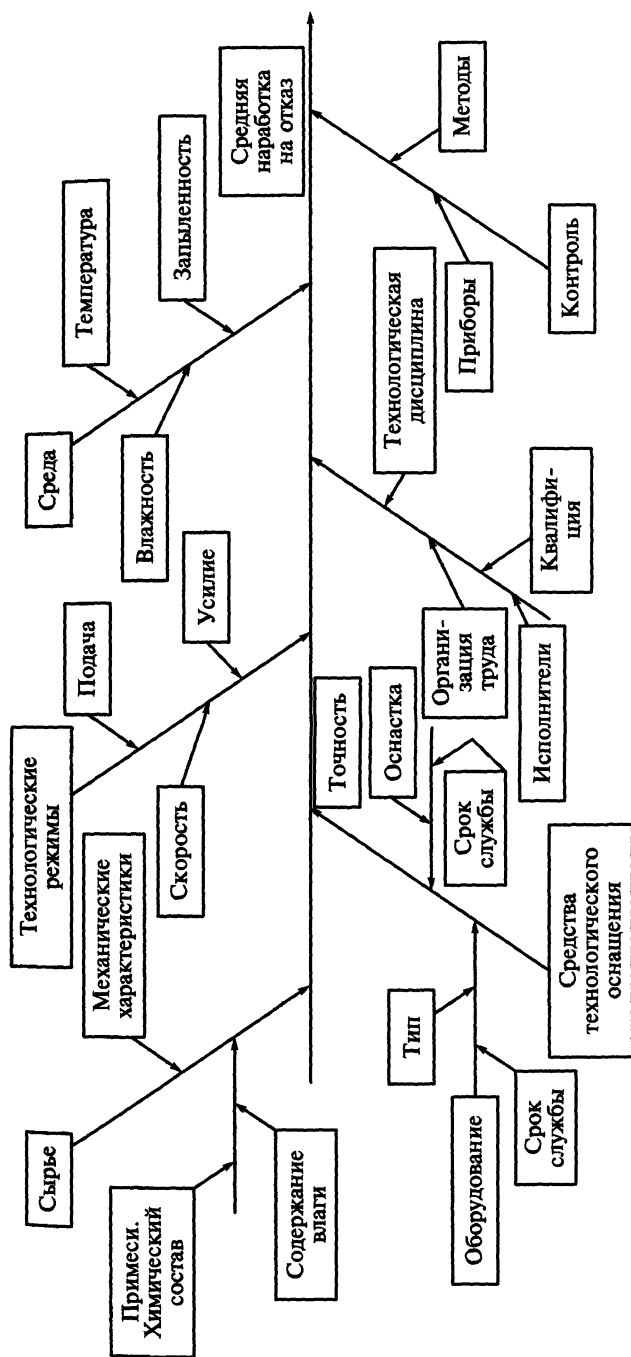 Сырье
Механические
характеристики
Примеси.
Химический
состав
Содержание
влаги
Технологические
режимы
Подача
Скорость
Усилие
Среда
Температура
Влажность
Запыленность
Средняя
наработка
на отказ
Оборудование
Тип
Срок
службы
Средства
технологического
оснащения
Точность
Оснастка
Срок
службы
Исполнители
Органи-
зация
труда
Квалифи-
ция
Технологическая
дисциплина
Приборы
Методы
Контроль